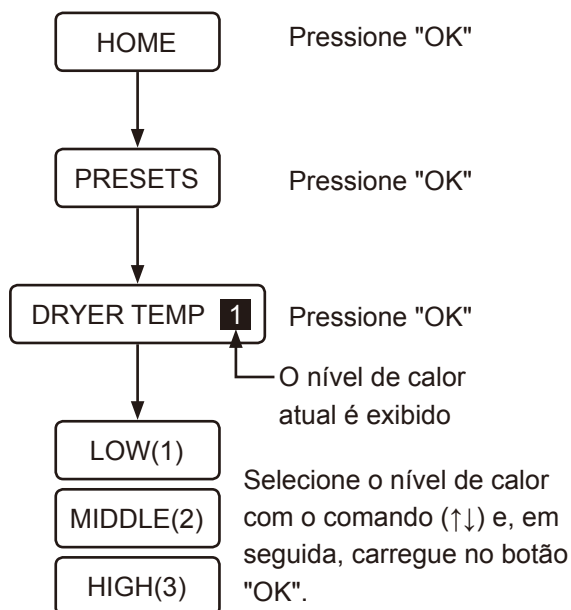 HOME
Pressione "OK"
PRESETS
Pressione "OK"
DRYER TEMP 1
Pressione "OK"
O nível de calor
atual é exibido
LOW(1)
MIDDLE(2)
HIGH(3)
Selecione o nível de calor
com o comando (↑↓) e, em
seguida, carregue no botão
"OK".